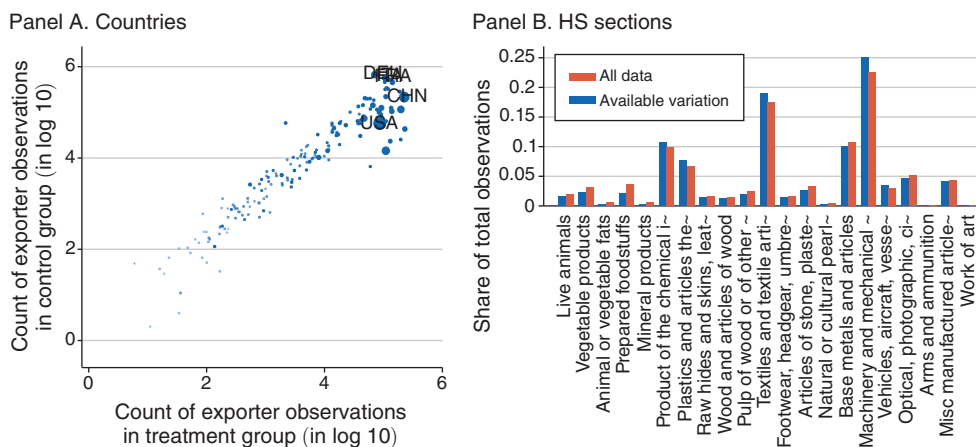 Panel A. Countries
Count of exporter observations
in control group (in log 10)
6
4
2
0
CHN
USA
0
2
4
6
Count of exporter observations
in treatment group (in log 10)
Panel B. HS sections
Share of total observations
0.25
0.2
0.15
0.1
0.05
0
All data
Available variation
Live animals
Vegetable products
Animal or vegetable fats
Prepared foodstuffs
Mineral products
Product of the chemical i~
Plastics and articles the~
Raw hides and skins, leat~
Wood and articles of wood
Pulp of wood or of other ~
Textiles and textile arti~
Footwear, headgear, umbre~
Articles of stone, plaste~
Natural or cultural pearl~
Base metals and articles
Machinery and mechanical ~
Vehicles, aircraft, vesse~
Optical, photographic, ci~
Arms and ammunition
Misc manufactured article~
Work of art